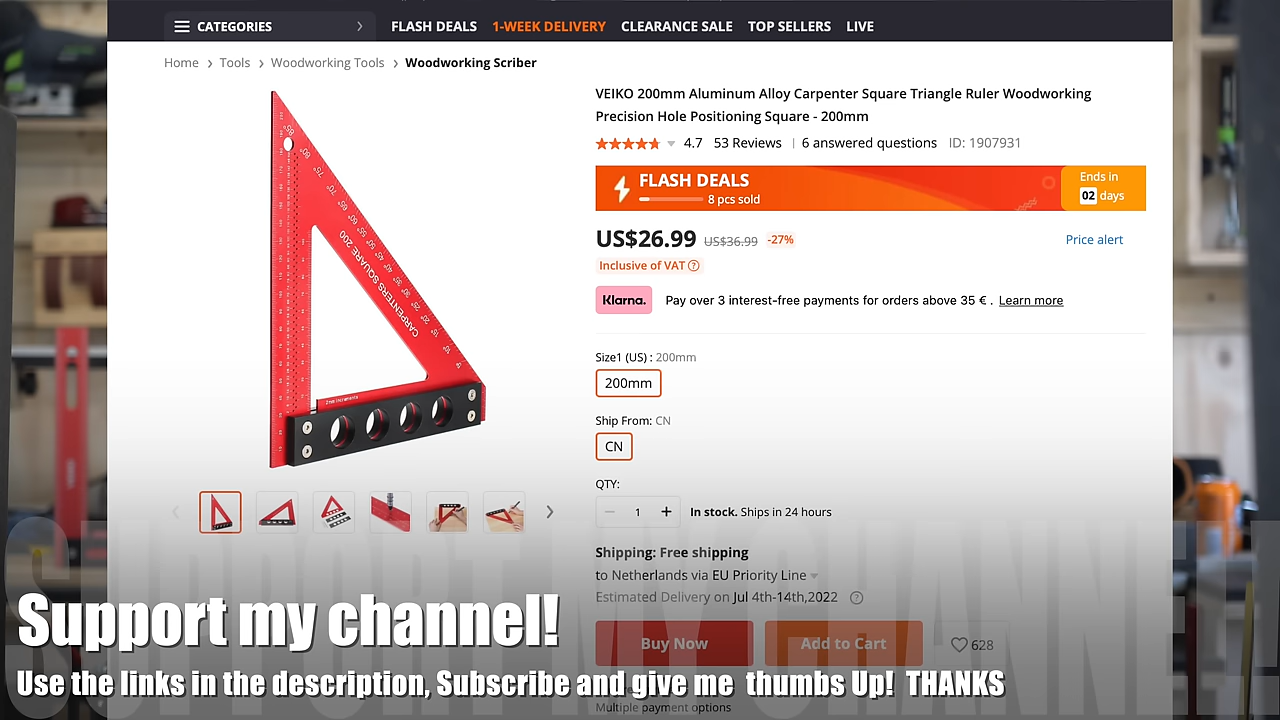 CATEGORIES
FLASH DEALS 1-WEEK DELIVERY CLEARANCE SALE TOP SELLERS LIVE
Home > Tools > Woodworking Tools > Woodworking Scriber
VEIKO 200mm Aluminum Alloy Carpenter Square Triangle Ruler Woodworking
Precision Hole Positioning Square - 200mm
4.7 53 Reviews | 6 answered questions ID: 1907931
FLASH DEALS
8 pcs sold
Ends in
02 days
US$26.99 US$36.99 -27%
Price alert
Inclusive of VAT ?
Klarna. Pay over 3 interest-free payments for orders above 35 € . Learn more
Size1 (US) : 200mm
200mm
Ship From: CN
CN
QTY:
1 + In stock. Ships in 24 hours
Shipping: Free shipping
to Netherlands via EU Priority Line
Estimated Delivery on Jul 4th-14th,2022 ?
Buy Now Add to Cart 628
Multiple payment options
CARPENTERS SQUARE 200
2 mm increments
SUPPORT MY CHANNEL!
Support my channel!
Use the links in the description, Subscribe and give me thumbs Up! THANKS